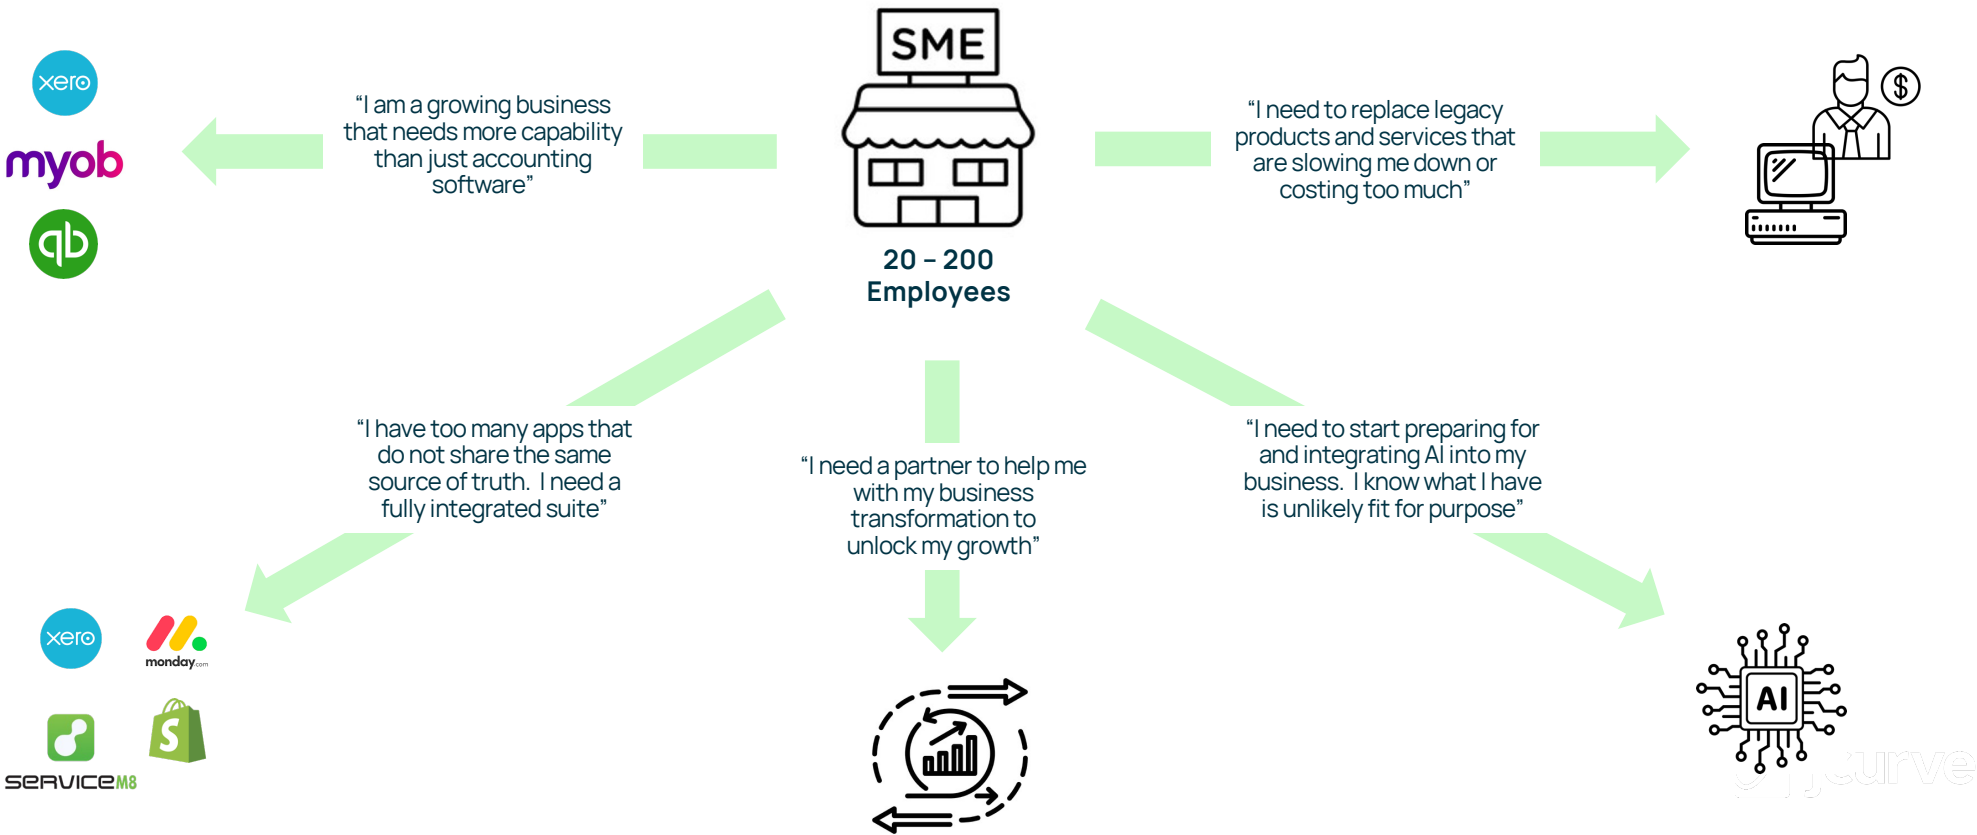 SME
20 – 200
Employees
xero
myob
qb
“I am a growing business
that needs more capability
than just accounting
software”
“I need to replace legacy
products and services that
are slowing me down or
costing too much”
$
“I have too many apps that
do not share the same
source of truth.  I need a
fully integrated suite”
“I need a partner to help me
with my business
transformation to
unlock my growth”
“I need to start preparing for
and integrating AI into my
business.  I know what I have
is unlikely fit for purpose”
xero
monday.com
S
SERVICEM8
AI
curve